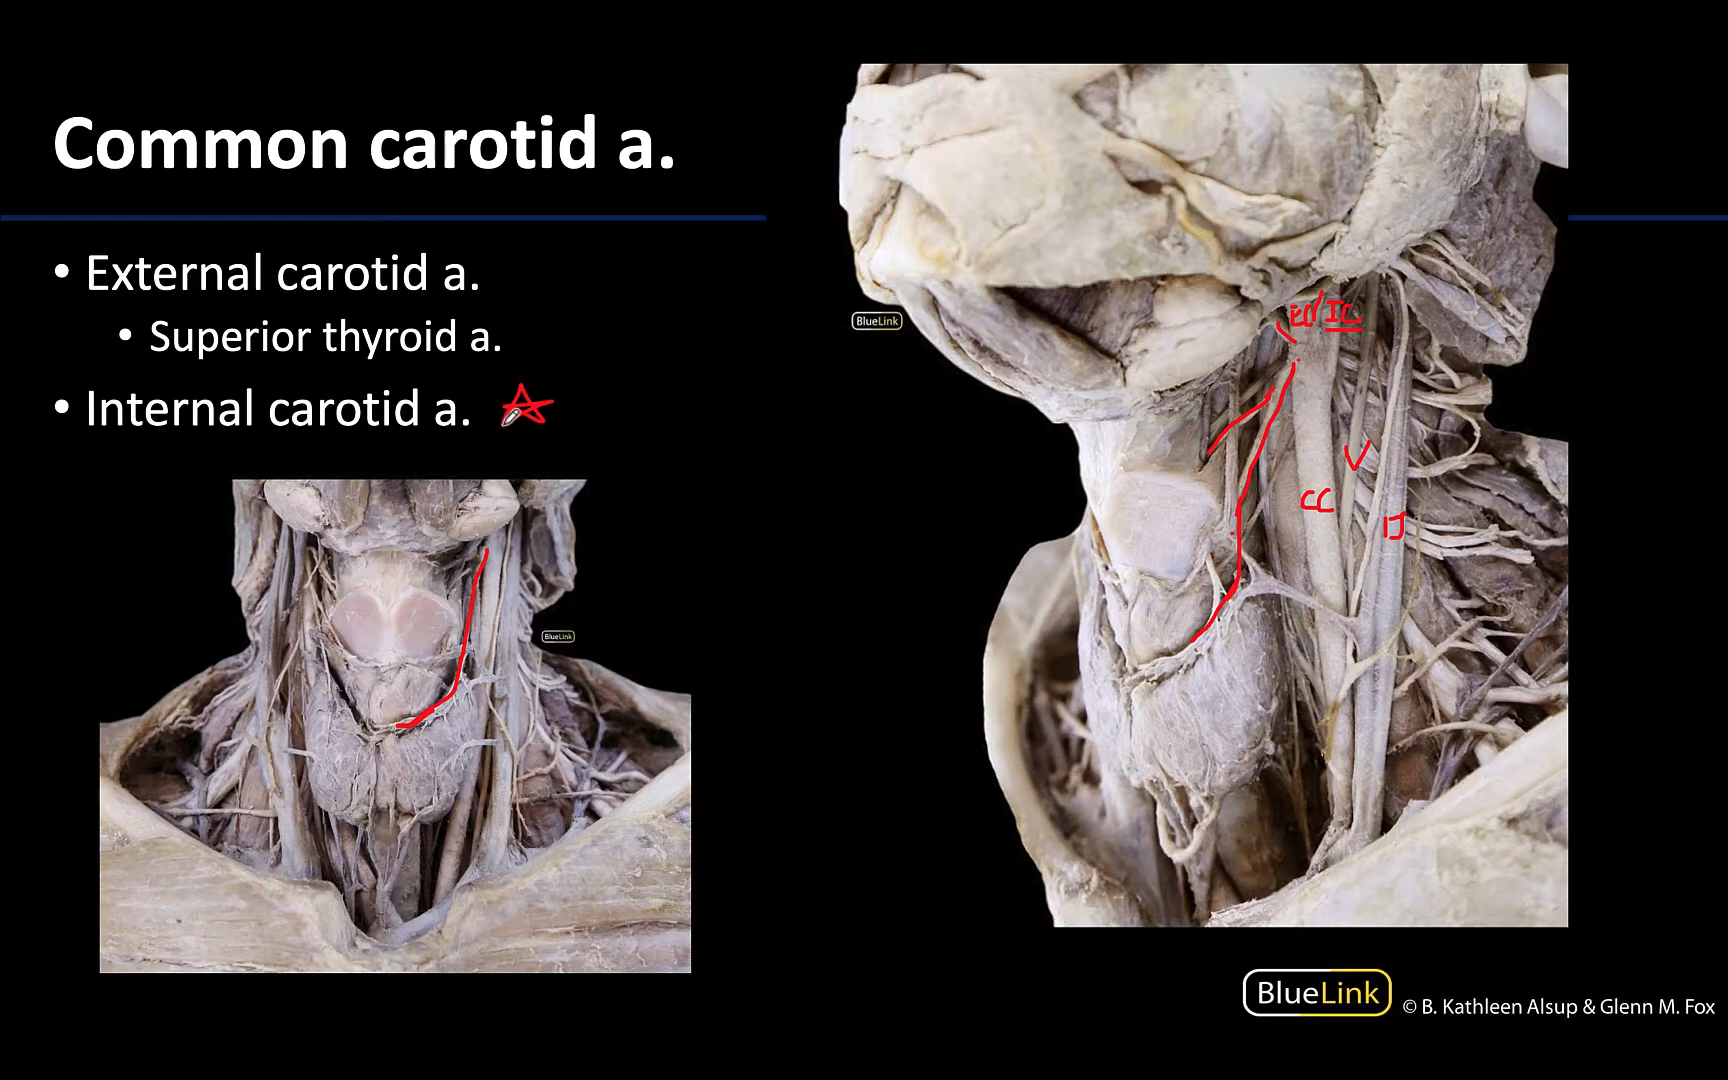 Common carotid a.
• External carotid a.
• Superior thyroid a.
• Internal carotid a.
BlueLink
EC IC
V
CC
IJ
BlueLink
BlueLink © B. Kathleen Alsup & Glenn M. Fox